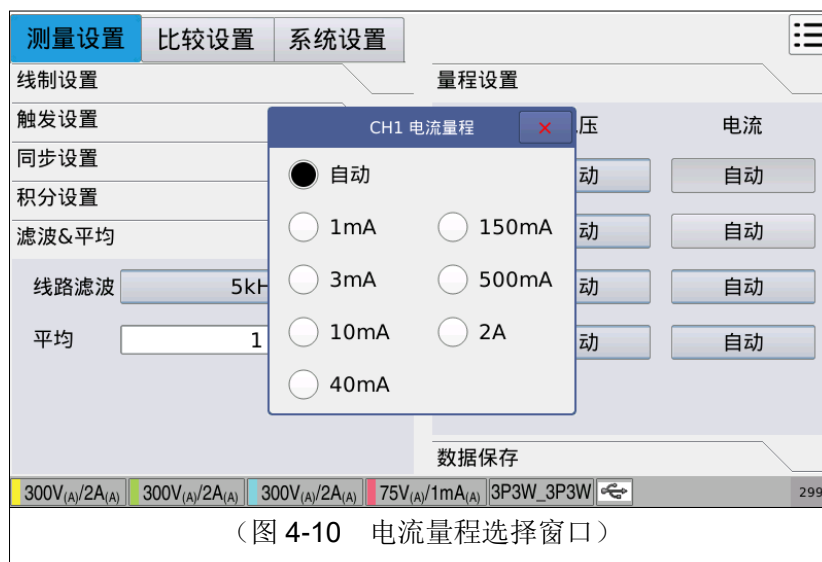 测量设置 比较设置 系统设置
线制设置 量程设置
触发设置 CH1 电流量程 压 电流
同步设置 自动 动 自动
积分设置
滤波&平均 1mA 150mA 动 自动
线路滤波 5kH 3mA 500mA 动 自动
平均 1 10mA 2A 动 自动
40mA
数据保存
300V(A)/2A(A) 300V(A)/2A(A) 300V(A)/2A(A) 75V(A)/1mA(A) 3P3W_3P3W 299
（图 4-10 电流量程选择窗口）